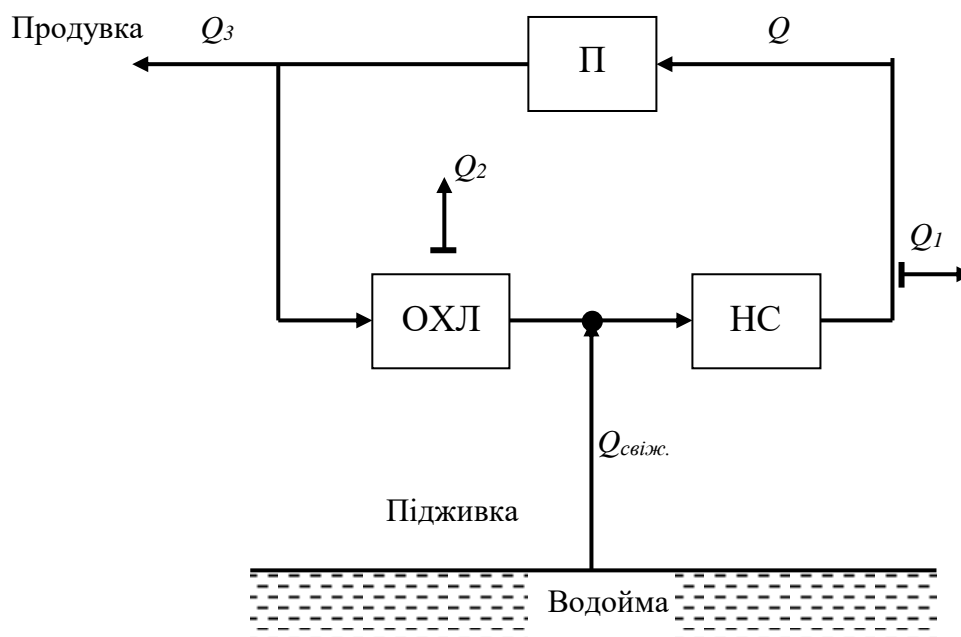 Продувка
Q3
Q
П
Q2
Q1
ОХЛ
НС
Qсвіж.
Підживка
Водойма